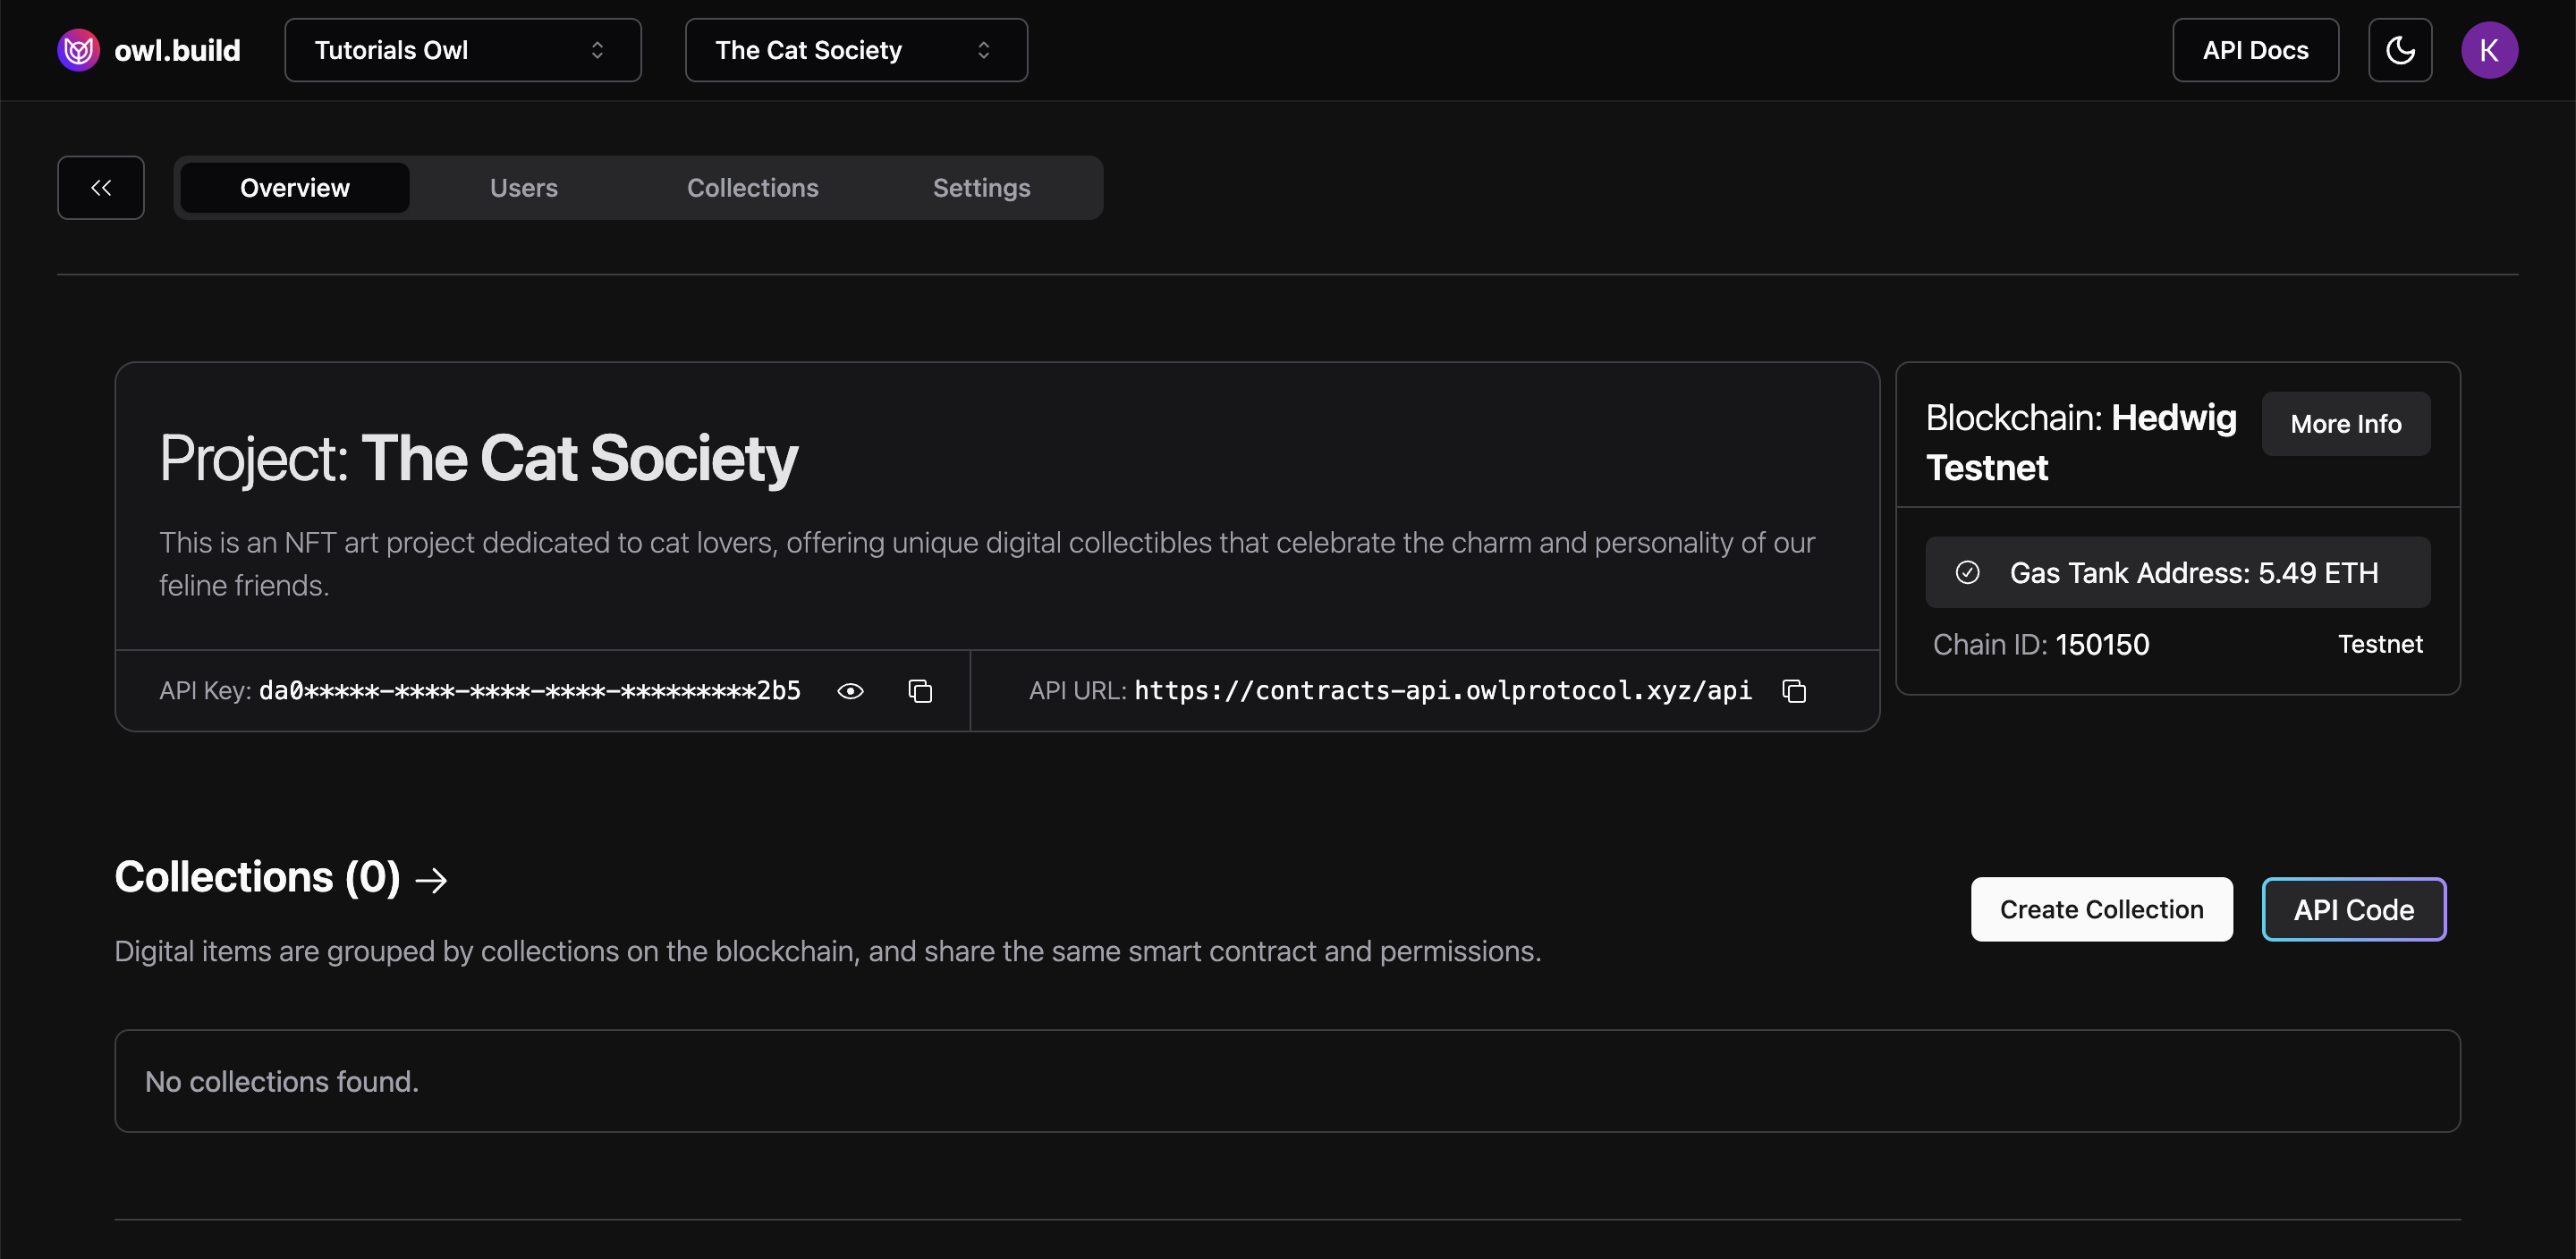 owl.build
Tutorials Owl
The Cat Society
API Docs
K
Overview
Users
Collections
Settings
Project: The Cat Society
This is an NFT art project dedicated to cat lovers, offering unique digital collectibles that celebrate the charm and personality of our
feline friends.
API Key: da0*****-****-****-****-*********2b5
API URL: https://contracts-api.owlprotocol.xyz/api
Blockchain: Hedwig
Testnet
More Info
Gas Tank Address: 5.49 ETH
Chain ID: 150150
Testnet
Collections (0)
Digital items are grouped by collections on the blockchain, and share the same smart contract and permissions.
Create Collection
API Code
No collections found.